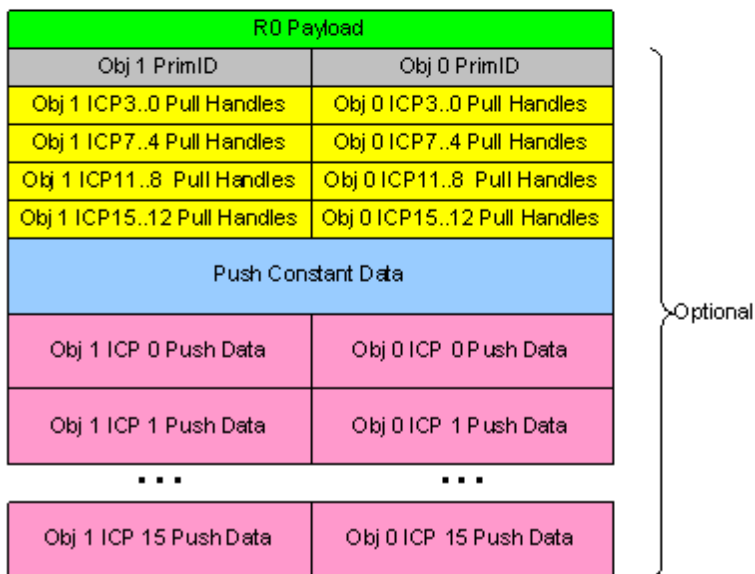 R0 Payload
Obj 1 PrimID Obj 0 PrimID
Obj 1 ICP3..0 Pull Handles Obj 0 ICP3..0 Pull Handles
Obj 1 ICP7..4 Pull Handles Obj 0 ICP7..4 Pull Handles
Obj 1 ICP11..8 Pull Handles Obj 0 ICP11..8 Pull Handles
Obj 1 ICP15..12 Pull Handles Obj 0 ICP15..12 Pull Handles
Push Constant Data
Optional
Obj 1 ICP 0 Push Data Obj 0 ICP 0 Push Data
Obj 1 ICP 1 Push Data Obj 0 ICP 1 Push Data
... ...
Obj 1 ICP 15 Push Data Obj 0 ICP 15 Push Data